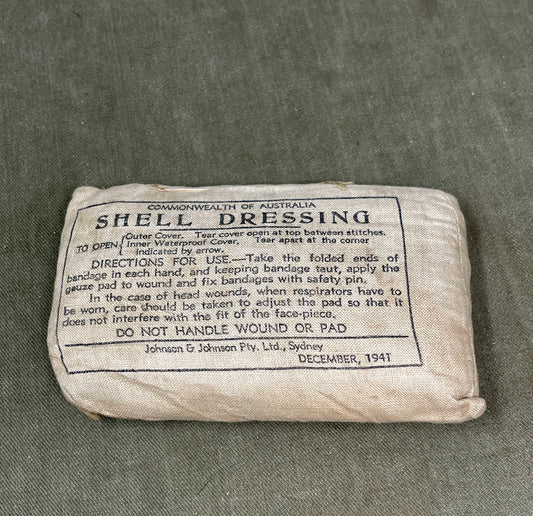 COMMONWEALTH OF AUSTRALIA
SHELL DRESSING
TO OPEN { Outer Cover. Tear cover open at top between stitches.
Inner Waterproof Cover. Tear apart at the corner
indicated by arrow.
DIRECTIONS FOR USE.—Take the folded ends of
bandage in each hand, and keeping bandage taut, apply the
gauze pad to wound and fix bandages with safety pin.
In the case of head wounds, when respirators have to
be worn, care should be taken to adjust the pad so that it
does not interfere with the fit of the face-piece.
DO NOT HANDLE WOUND OR PAD
Johnson & Johnson Pty. Ltd., Sydney
DECEMBER, 1941